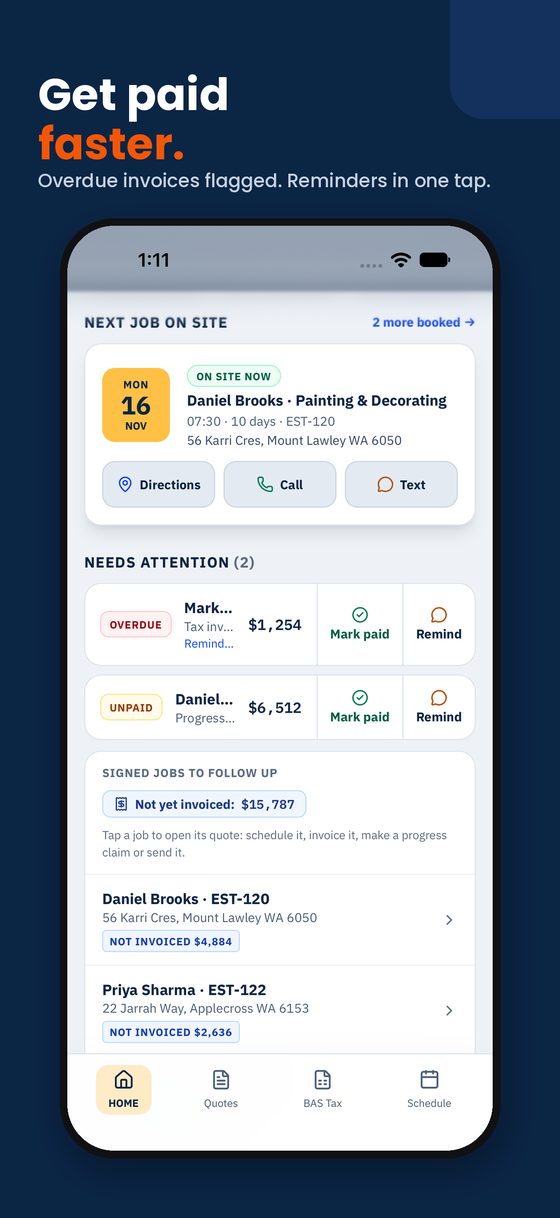 Get paid
faster.
Overdue invoices flagged. Reminders in one tap.
1:11
NEXT JOB ON SITE
2 more booked →
MON
16
NOV
ON SITE NOW
Daniel Brooks · Painting & Decorating
07:30 · 10 days · EST-120
56 Karri Cres, Mount Lawley WA 6050
Directions
Call
Text
NEEDS ATTENTION (2)
OVERDUE
Mark...
Tax inv...
Remind...
$1,254
Mark paid
Remind
UNPAID
Daniel...
Progress...
$6,512
Mark paid
Remind
SIGNED JOBS TO FOLLOW UP
Not yet invoiced: $15,787
Tap a job to open its quote: schedule it, invoice it, make a progress
claim or send it.
Daniel Brooks · EST-120
56 Karri Cres, Mount Lawley WA 6050
NOT INVOICED $4,884
Priya Sharma · EST-122
22 Jarrah Way, Applecross WA 6153
NOT INVOICED $2,636
HOME
Quotes
BAS Tax
Schedule